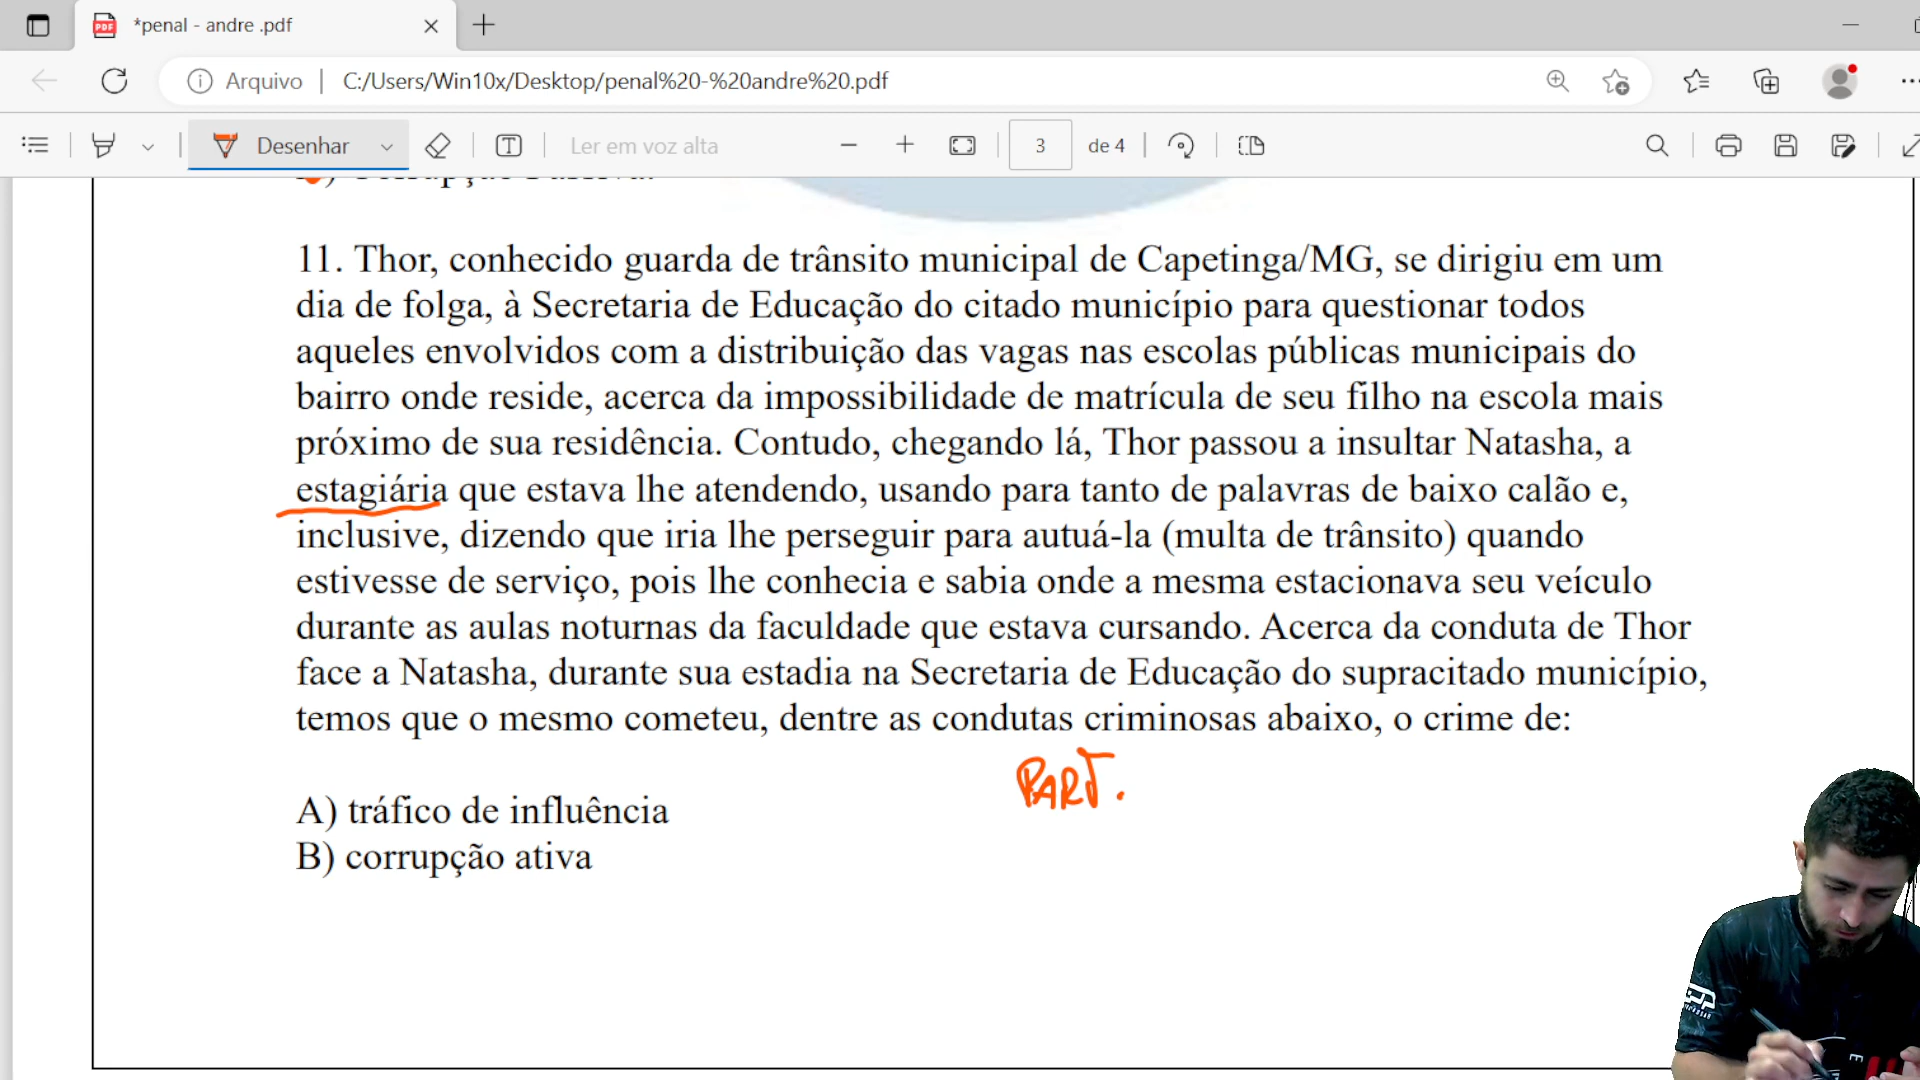 *penal - andre .pdf
Arquivo | C:/Users/Win10x/Desktop/penal%20-%20andre%20.pdf
Desenhar
Ler em voz alta
3 de 4
11. Thor, conhecido guarda de trânsito municipal de Capetinga/MG, se dirigiu em um
dia de folga, à Secretaria de Educação do citado município para questionar todos
aqueles envolvidos com a distribuição das vagas nas escolas públicas municipais do
bairro onde reside, acerca da impossibilidade de matrícula de seu filho na escola mais
próximo de sua residência. Contudo, chegando lá, Thor passou a insultar Natasha, a
estagiária que estava lhe atendendo, usando para tanto de palavras de baixo calão e,
inclusive, dizendo que iria lhe perseguir para autuá-la (multa de trânsito) quando
estivesse de serviço, pois lhe conhecia e sabia onde a mesma estacionava seu veículo
durante as aulas noturnas da faculdade que estava cursando. Acerca da conduta de Thor
face a Natasha, durante sua estadia na Secretaria de Educação do supracitado município,
temos que o mesmo cometeu, dentre as condutas criminosas abaixo, o crime de:
PART.
A) tráfico de influência
B) corrupção ativa